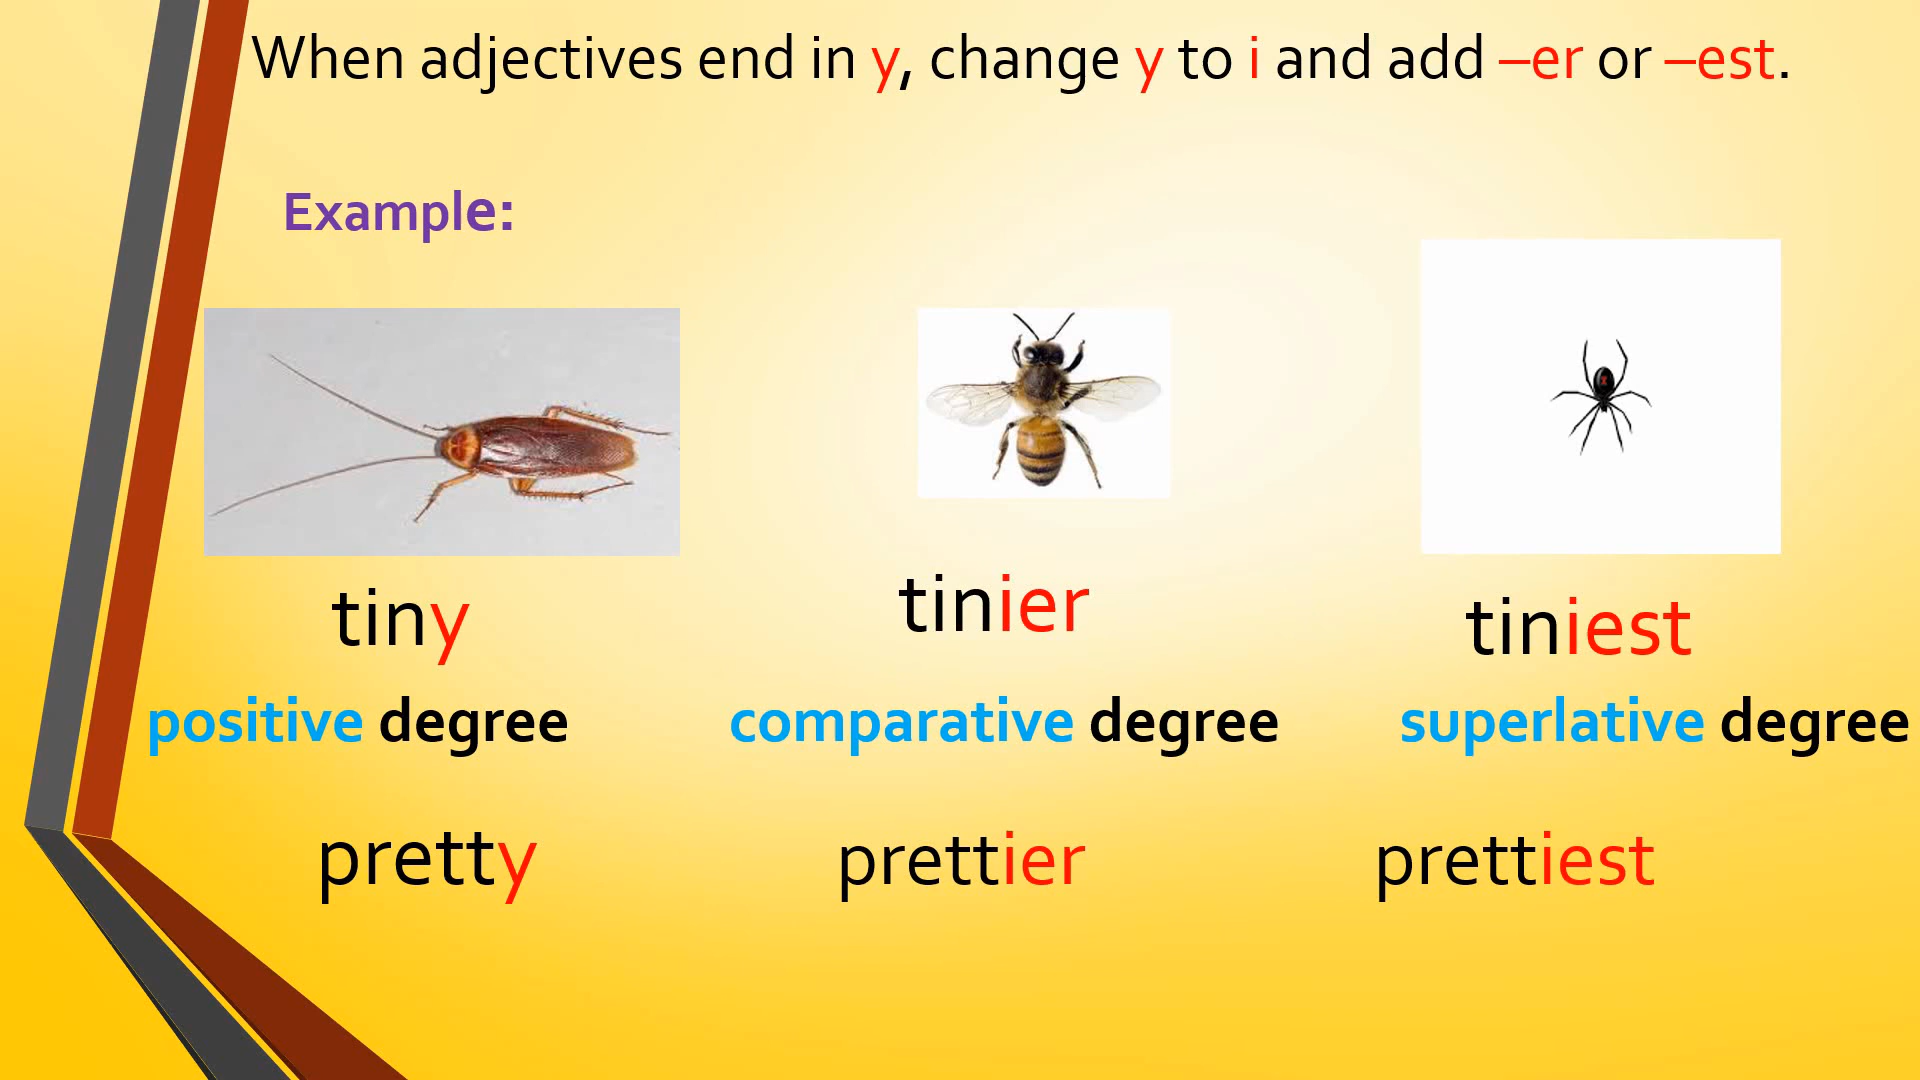 When adjectives end in y, change y to i and add –er or –est.
Example:
tiny tinier tiniest
positive degree comparative degree superlative degree
pretty prettier prettiest